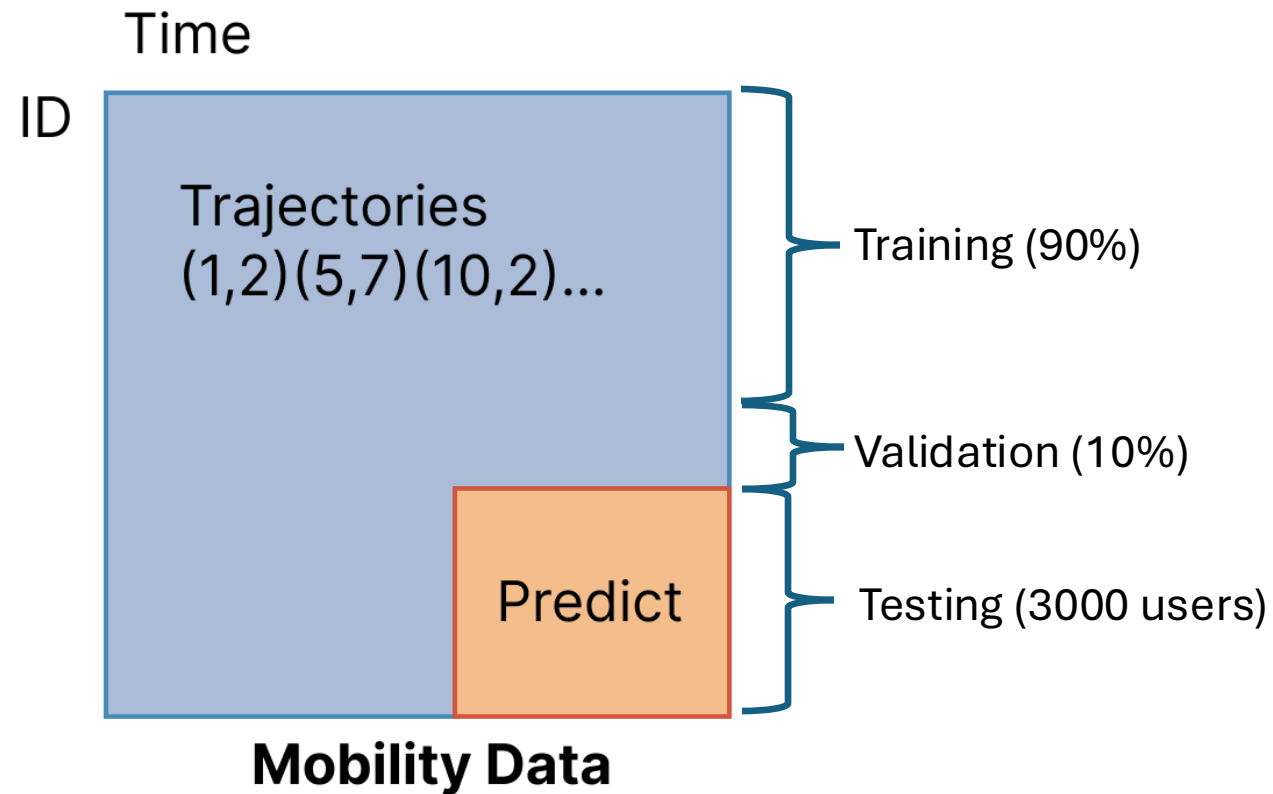 Time
ID
Trajectories
(1,2)(5,7)(10,2)...
Training (90%)
Validation (10%)
Predict
Testing (3000 users)
Mobility Data